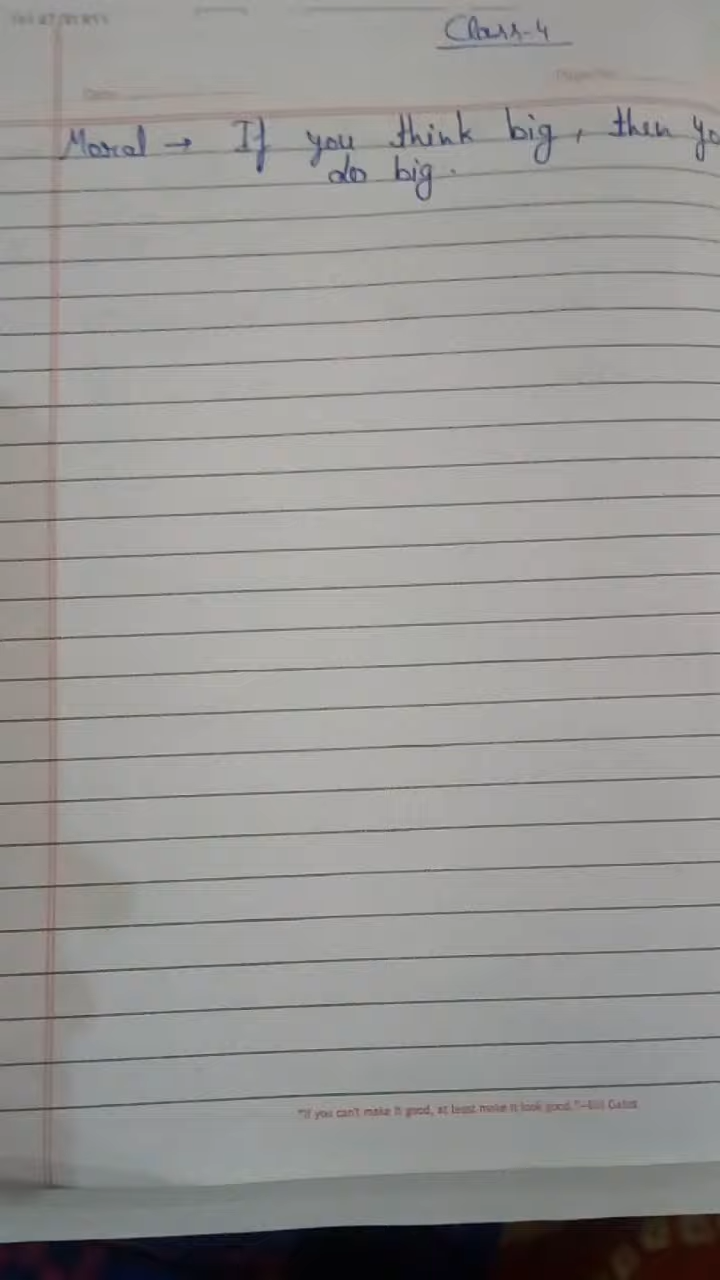 Class-4
Date
Moral → If you think big, then yo
do big.
"If you can't make it good, at least make it look good."-Bill Gates